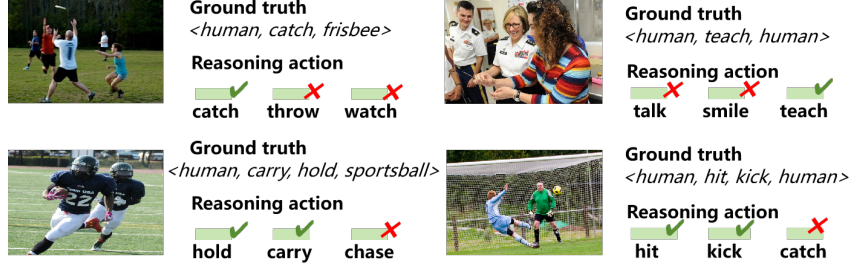 Ground truth
<human, catch, frisbee>
Reasoning action
catch throw watch
Ground truth
<human, teach, human>
Reasoning action
talk smile teach
Ground truth
<human, carry, hold, sportsball>
Reasoning action
hold carry chase
22
Ground truth
<human, hit, kick, human>
Reasoning action
hit kick catch